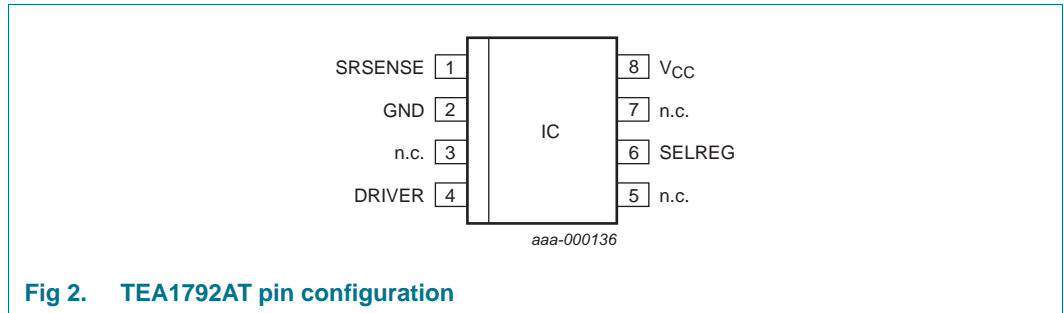 SRSENSE 1 8 VCC
GND 2 7 n.c.
IC
n.c. 3 6 SELREG
DRIVER 4 5 n.c.
aaa-000136
Fig 2. TEA1792AT pin configuration